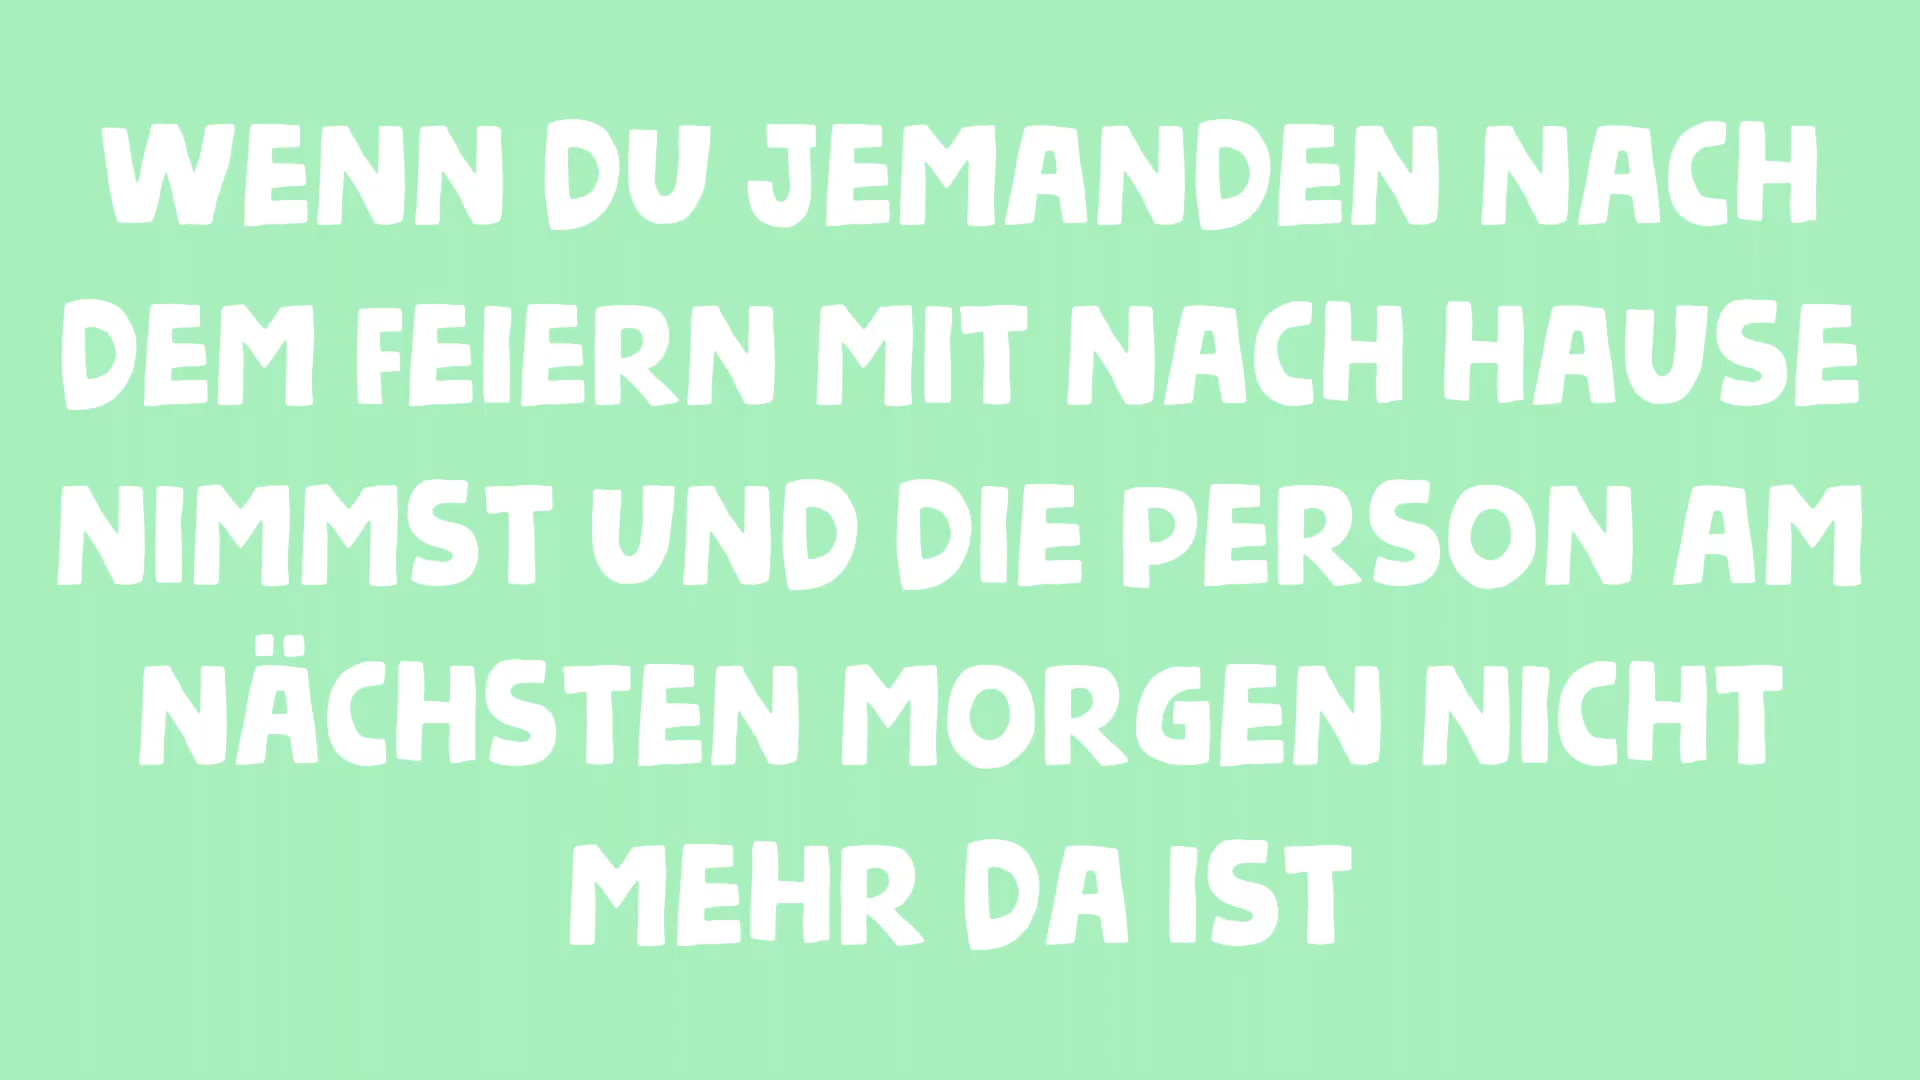 WENN DU JEMANDEN NACH
DEM FEIERN MIT NACH HAUSE
NIMMST UND DIE PERSON AM
NÄCHSTEN MORGEN NICHT
MEHR DA IST